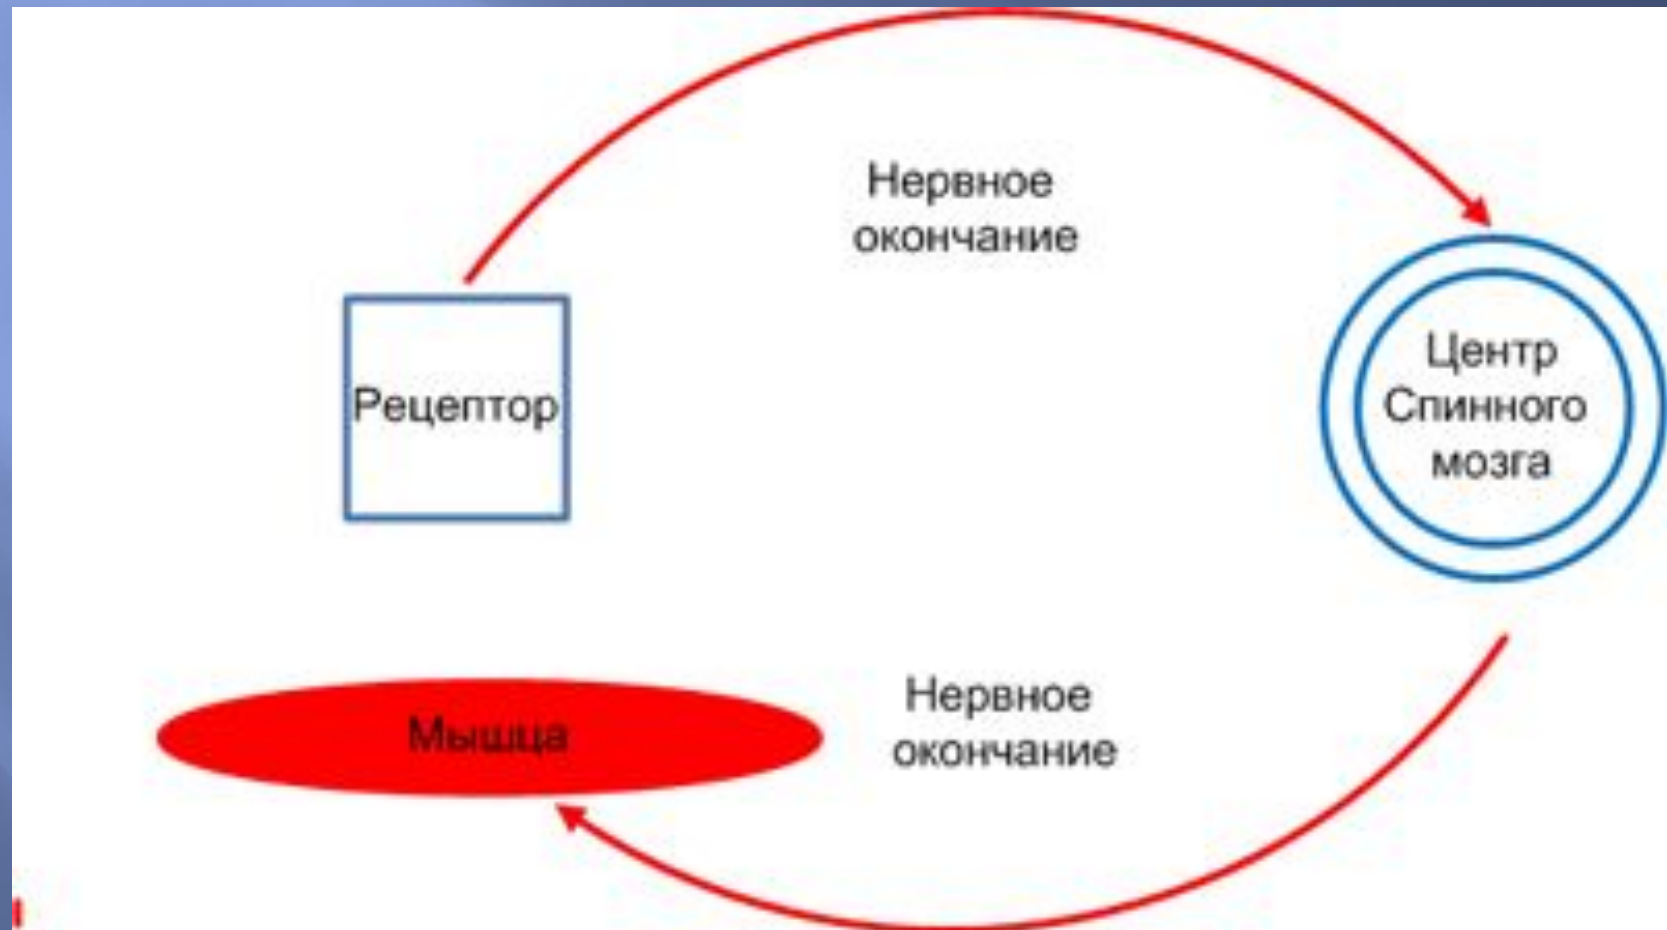 Нервное
окончание
Рецептор
Центр
Спинного
мозга
Мышца
Нервное
окончание